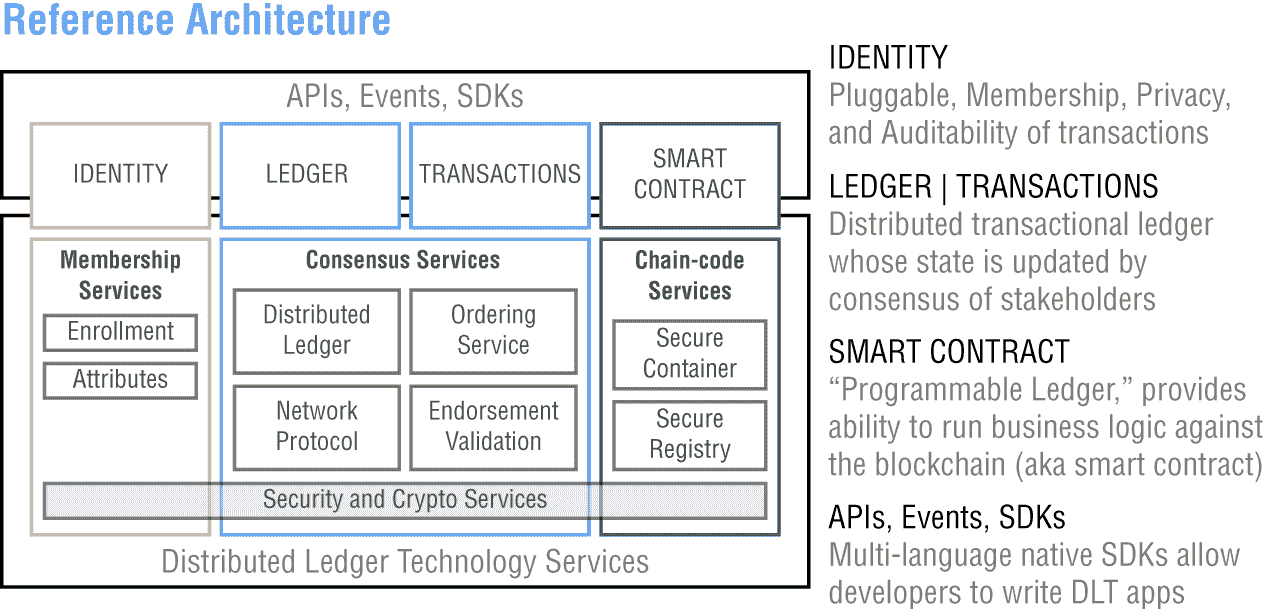 Reference Architecture
APIs, Events, SDKs
IDENTITY
LEDGER
TRANSACTIONS
SMART
CONTRACT
Membership
Services
Enrollment
Attributes
Consensus Services
Distributed
Ledger
Ordering
Service
Network
Protocol
Endorsement
Validation
Chain-code
Services
Secure
Container
Secure
Registry
Security and Crypto Services
Distributed Ledger Technology Services
IDENTITY
Pluggable, Membership, Privacy,
and Auditability of transactions
LEDGER | TRANSACTIONS
Distributed transactional ledger
whose state is updated by
consensus of stakeholders
SMART CONTRACT
“Programmable Ledger,” provides
ability to run business logic against
the blockchain (aka smart contract)
APIs, Events, SDKs
Multi-language native SDKs allow
developers to write DLT apps